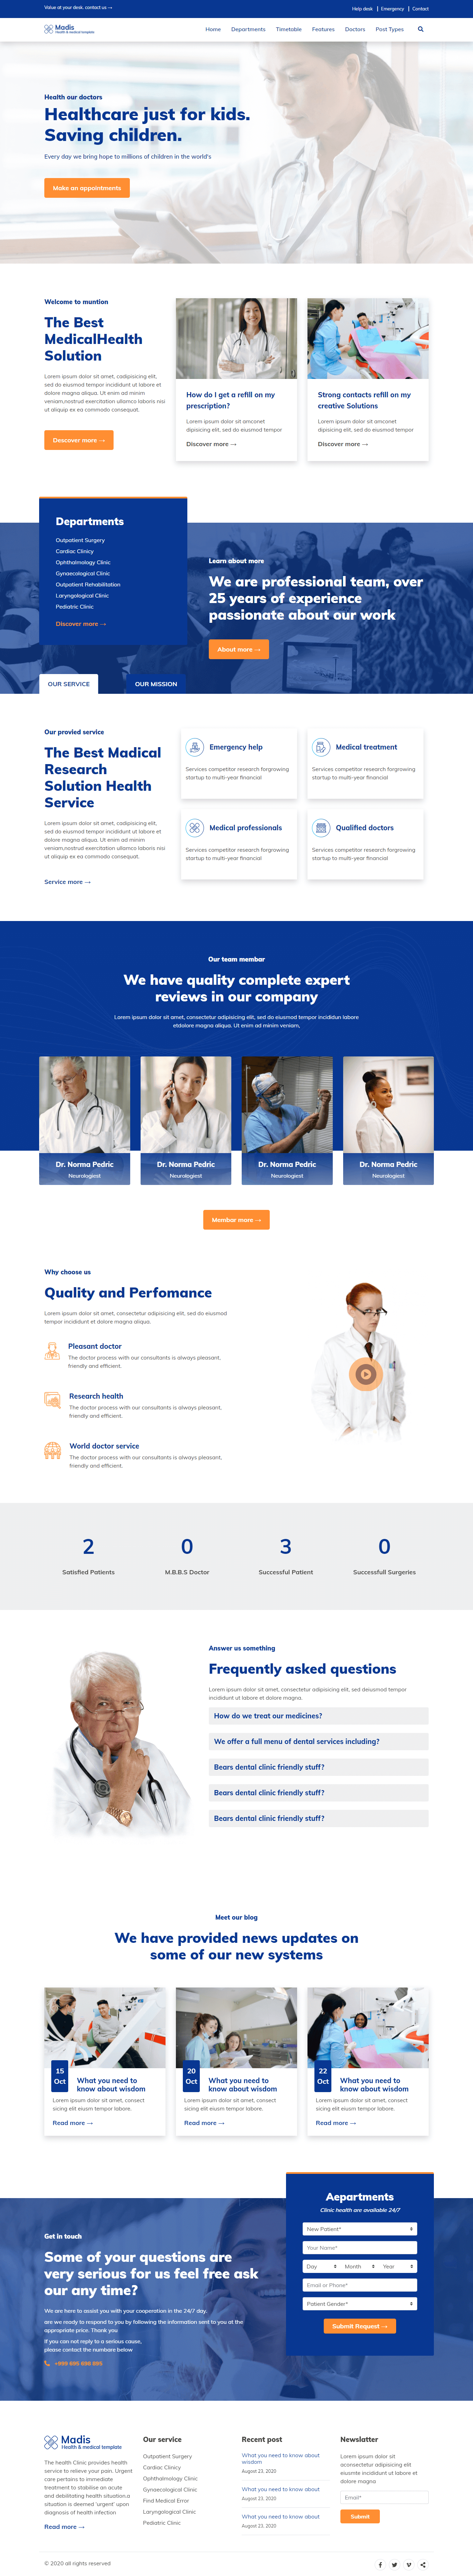 Value at your desk. contact us →
Help desk
Emergency
Contact
Madis
Health & medical template
Home
Departments
Timetable
Features
Doctors
Post Types
Health our doctors
Healthcare just for kids.
Saving children.
Every day we bring hope to millions of children in the world's
Make an appointments
Welcome to muntion
The Best
MedicalHealth
Solution
Lorem ipsum dolor sit amet, cadipisicing elit,
sed do eiusmod tempor incididunt ut labore et
dolore magna aliqua. Ut enim ad minim
veniam,nostrud exercitation ullamco laboris nisi
ut aliquip ex ea commodo consequat.
Descover more →
How do I get a refill on my
prescription?
Lorem ipsum dolor sit amconet
dipisicing elit, sed do eiusmod tempor
Discover more →
Strong contacts refill on my
creative Solutions
Lorem ipsum dolor sit amconet
dipisicing elit, sed do eiusmod tempor
Discover more →
Departments
Outpatient Surgery
Cardiac Clinicy
Ophthalmology Clinic
Gynaecological Clinic
Outpatient Rehabilitation
Laryngological Clinic
Pediatric Clinic
Discover more →
Learn about more
We are professional team, over
25 years of experience
passionate about our work
About more →
OUR SERVICE
OUR MISSION
Our provied service
The Best Madical
Research
Solution Health
Service
Lorem ipsum dolor sit amet, cadipisicing elit,
sed do eiusmod tempor incididunt ut labore et
dolore magna aliqua. Ut enim ad minim
veniam,nostrud exercitation ullamco laboris nisi
ut aliquip ex ea commodo consequat.
Service more →
Emergency help
Services competitor research forgrowing
startup to multi-year financial
Medical treatment
Services competitor research forgrowing
startup to multi-year financial
Medical professionals
Services competitor research forgrowing
startup to multi-year financial
Qualified doctors
Services competitor research forgrowing
startup to multi-year financial
Our team membar
We have quality complete expert
reviews in our company
Lorem ipsum dolor sit amet, consectetur adipisicing elit, sed do eiusmod tempor incididun labore
etdolore magna aliqua. Ut enim ad minim veniam,
Dr. Norma Pedric
Neurologiest
Dr. Norma Pedric
Neurologiest
Dr. Norma Pedric
Neurologiest
Dr. Norma Pedric
Neurologiest
Membar more →
Why choose us
Quality and Perfomance
Lorem ipsum dolor sit amet, consectetur adipisicing elit, sed do eiusmod
tempor incididunt et dolore magna aliqua.
Pleasant doctor
The doctor process with our consultants is always pleasant,
friendly and efficient.
Research health
The doctor process with our consultants is always pleasant,
friendly and efficient.
World doctor service
The doctor process with our consultants is always pleasant,
friendly and efficient.
2
Satisfied Patients
0
M.B.B.S Doctor
3
Successful Patient
0
Successfull Surgeries
Answer us something
Frequently asked questions
Lorem ipsum dolor sit amet, consectetur adipisicing elit, sed deiusmod tempor
incididunt ut labore et dolore magna.
How do we treat our medicines?
We offer a full menu of dental services including?
Bears dental clinic friendly stuff?
Bears dental clinic friendly stuff?
Bears dental clinic friendly stuff?
Meet our blog
We have provided news updates on
some of our new systems
15
Oct
What you need to
know about wisdom
Lorem ipsum dolor sit amet, consect
sicing elit eiusm tempor labore.
Read more →
20
Oct
What you need to
know about wisdom
Lorem ipsum dolor sit amet, consect
sicing elit eiusm tempor labore.
Read more →
22
Oct
What you need to
know about wisdom
Lorem ipsum dolor sit amet, consect
sicing elit eiusm tempor labore.
Read more →
Get in touch
Some of your questions are
very serious for us feel free ask
our any time?
We are here to assist you with your cooperation in the 24/7 day.
are we ready to respond to you by following the information sent to you at the
appropriate price. Thank you
If you can not reply to a serious cause,
please contact the numbare below
+999 695 896 895
Aepartments
Clinic health are available 24/7
New Patient*
Your Name*
Day
Month
Year
Email or Phone*
Patient Gender*
Submit Request →
Madis
Health & medical template
The health Clinic provides health
service to relieve your pain. Urgent
care pertains to immediate
treatment to stabilise an acute
and debilitating health situation.a
situation is deemed 'urgent' upon
diagnosis of health infection
Read more →
Our service
Outpatient Surgery
Cardiac Clinicy
Ophthalmology Clinic
Gynaecological Clinic
Find Medical Error
Laryngological Clinic
Pediatric Clinic
Recent post
What you need to know about
wisdom
August 23, 2020
What you need to know about
August 23, 2020
What you need to know about
August 23, 2020
Newslatter
Lorem ipsum dolor sit
aconsectetur adipisicing elit
eiusmte incididunt ut labore et
dolore magna
Email*
Submit
© 2020 all rights reserved